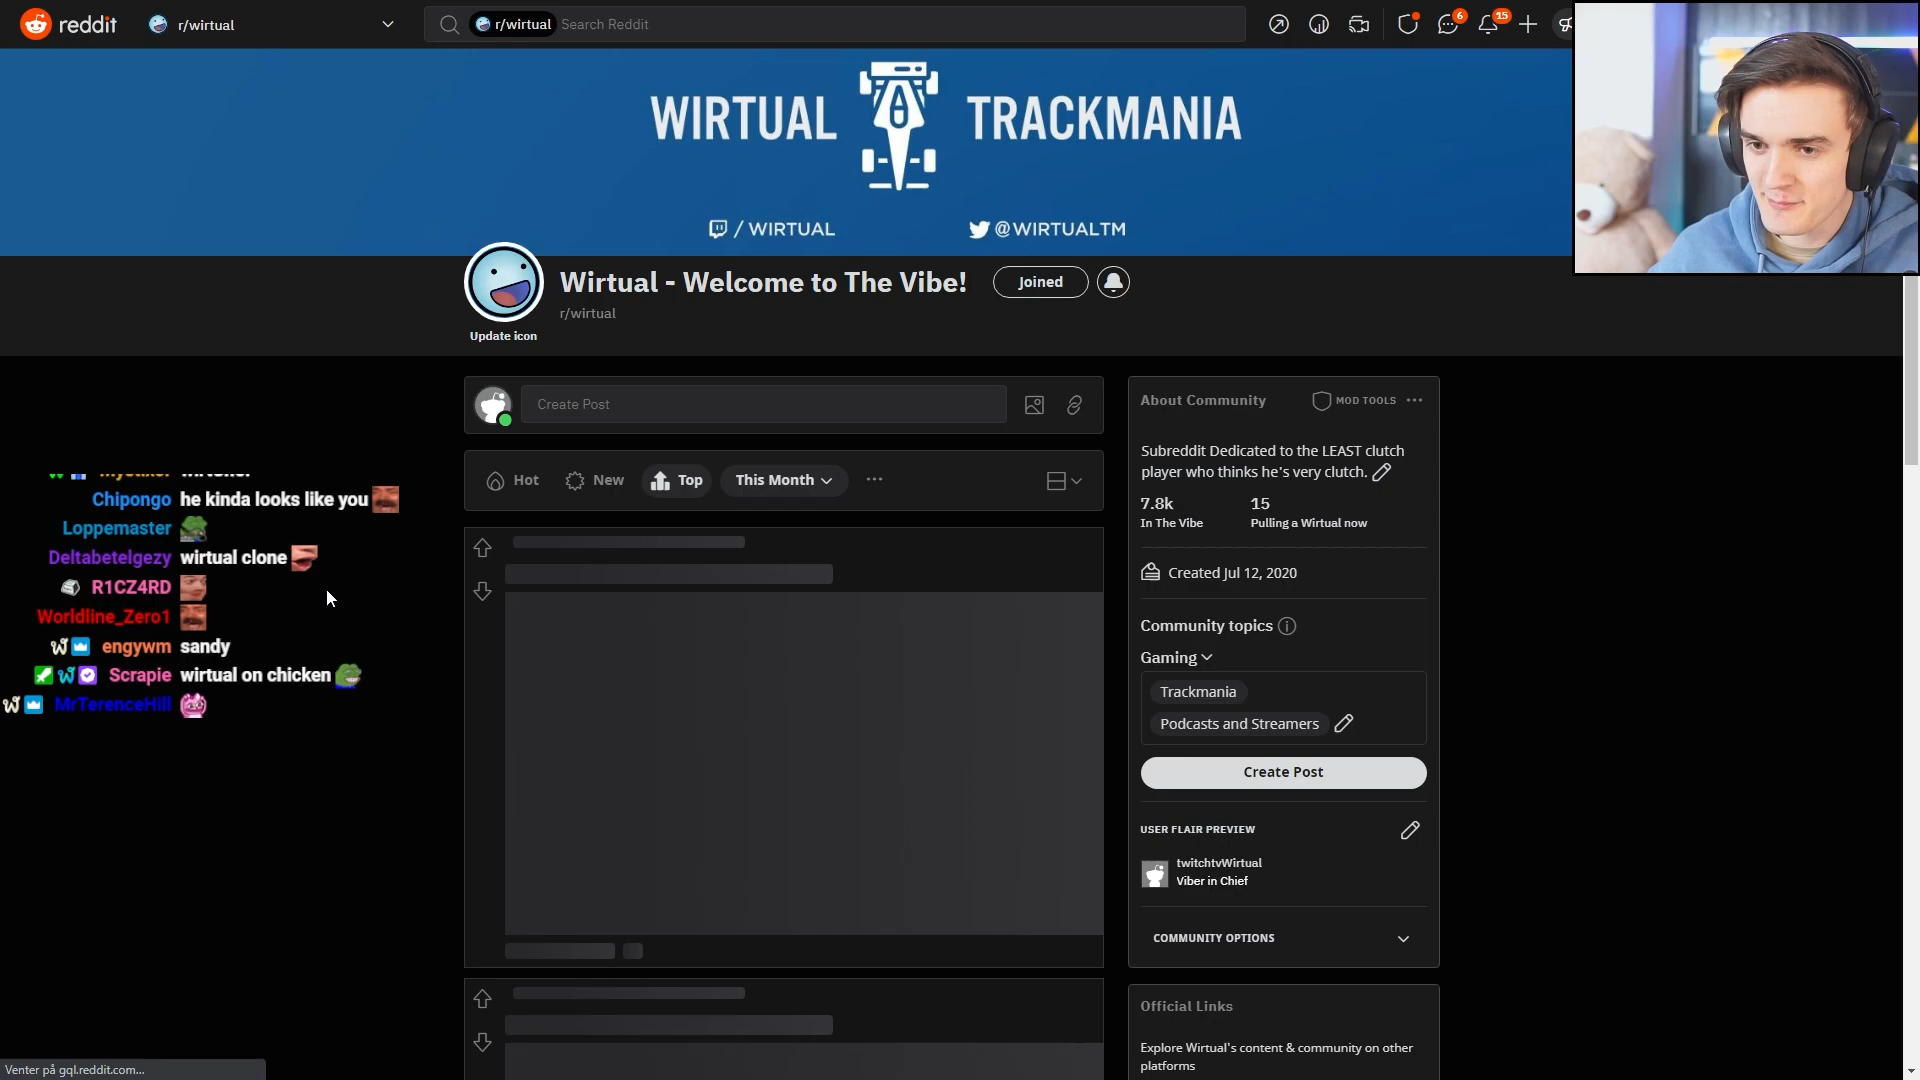 reddit
r/wirtual
r/wirtual Search Reddit
6
15
WIRTUAL TRACKMANIA
/ WIRTUAL
@WIRTUALTM
Wirtual - Welcome to The Vibe!
Joined
r/wirtual
Update icon
Create Post
Hot
New
Top
This Month
Chipongo he kinda looks like you
Loppemaster
Deltabetelgezy wirtual clone
R1CZ4RD
Worldline_Zero1
engywm sandy
Scrapie wirtual on chicken
MrTerenceHill
About Community
MOD TOOLS
Subreddit Dedicated to the LEAST clutch
player who thinks he's very clutch.
7.8k
In The Vibe
15
Pulling a Wirtual now
Created Jul 12, 2020
Community topics
Gaming
Trackmania
Podcasts and Streamers
Create Post
USER FLAIR PREVIEW
twitchtvWirtual
Viber in Chief
COMMUNITY OPTIONS
Official Links
Explore Wirtual's content & community on other
platforms
Venter på gql.reddit.com...